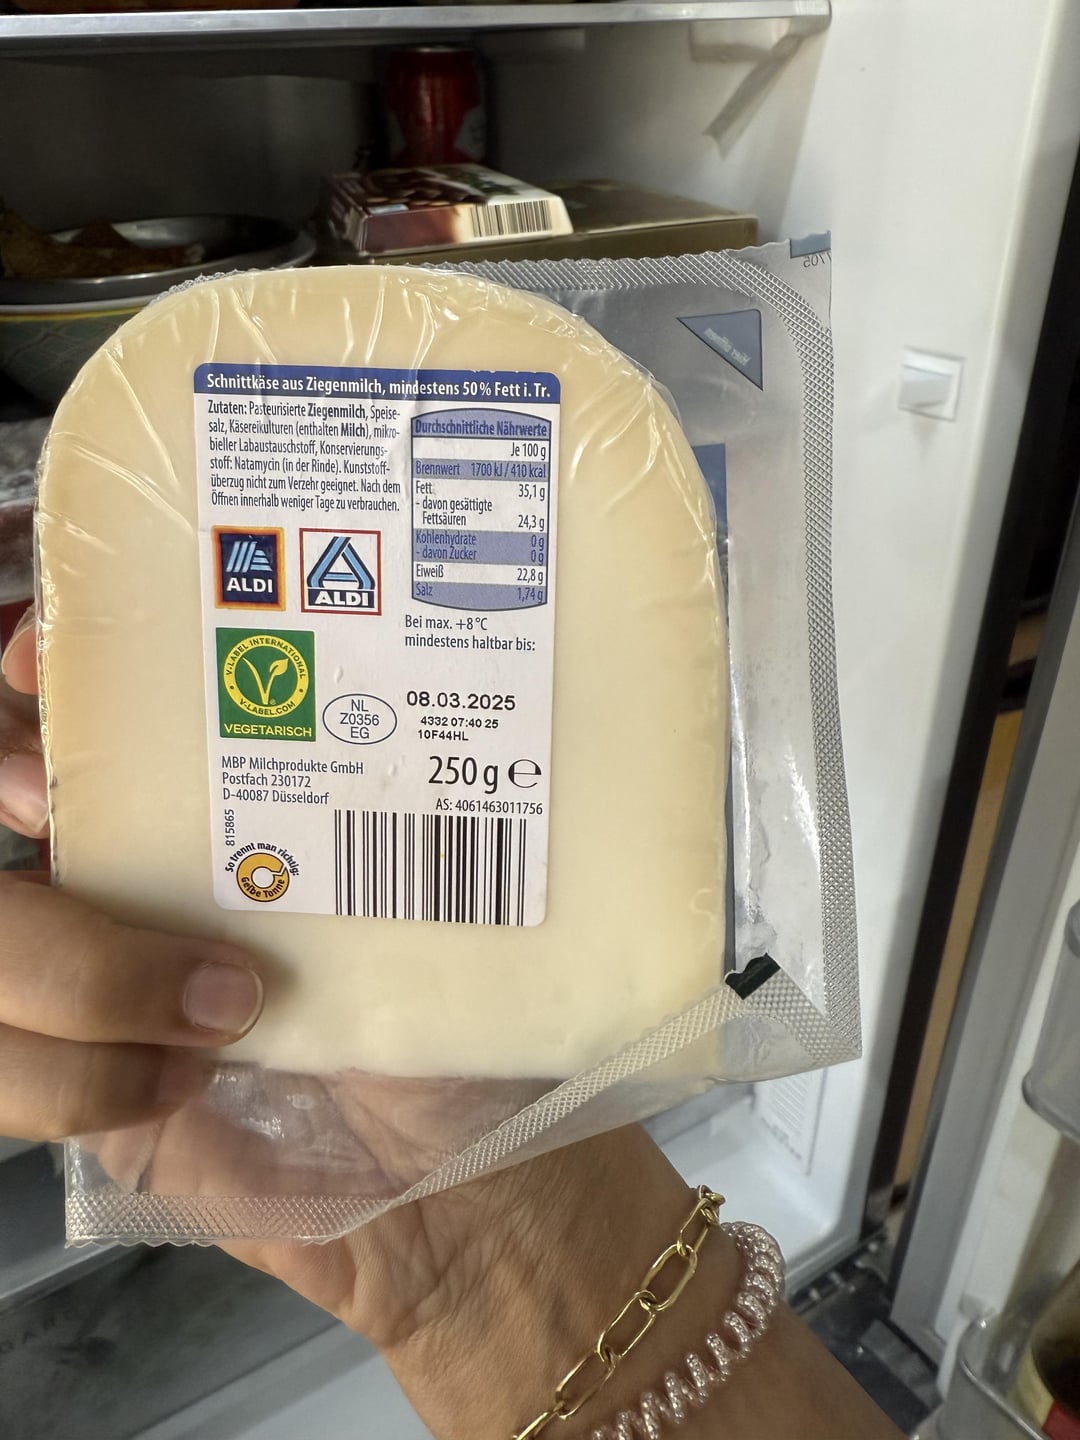 Schnittkäse aus Ziegenmilch, mindestens 50 % Fett i. Tr.
Zutaten: Pasteurisierte Ziegenmilch, Speise-
salz, Käsereikulturen (enthalten Milch), mikro-
bieller Labaustauschstoff, Konservierungs-
stoff: Natamycin (in der Rinde). Kunststoff-
überzug nicht zum Verzehr geeignet. Nach dem
Öffnen innerhalb weniger Tage zu verbrauchen.
Durchschnittliche Nährwerte
Je 100 g
Brennwert 1700 kJ / 410 kcal
Fett 35,1 g
- davon gesättigte
Fettsäuren 24,3 g
Kohlenhydrate 0 g
- davon Zucker 0 g
Eiweiß 22,8 g
Salz 1,74 g
ALDI
ALDI
Bei max. +8 °C
mindestens haltbar bis:
V-LABEL INTERNATIONAL
V-LABEL.COM
VEGETARISCH
NL
Z0356
EG
08.03.2025
4332 07:40 25
10F44HL
MBP Milchprodukte GmbH
Postfach 230172
D-40087 Düsseldorf
250 g e
AS: 4061463011756
815865
So trennt man richtig:
Gelbe Tonne